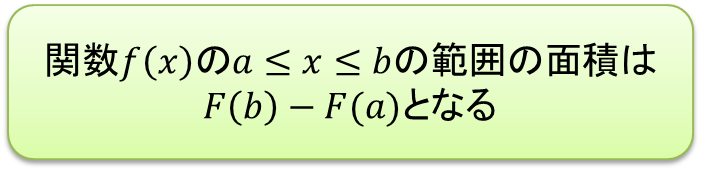 関数f(x)のa ≤ x ≤ bの範囲の面積は
F(b) − F(a)となる